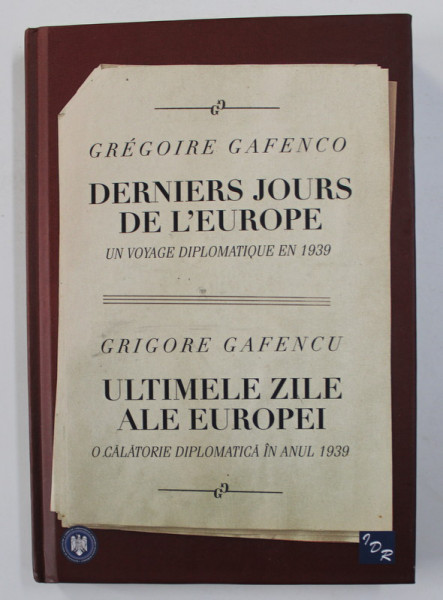 GRÉGOIRE GAFENCO
DERNIERS JOURS
DE L'EUROPE
UN VOYAGE DIPLOMATIQUE EN 1939
GRIGORE GAFENCU
ULTIMELE ZILE
ALE EUROPEI
O CĂLĂTORIE DIPLOMATICĂ ÎN ANUL 1939
IDR